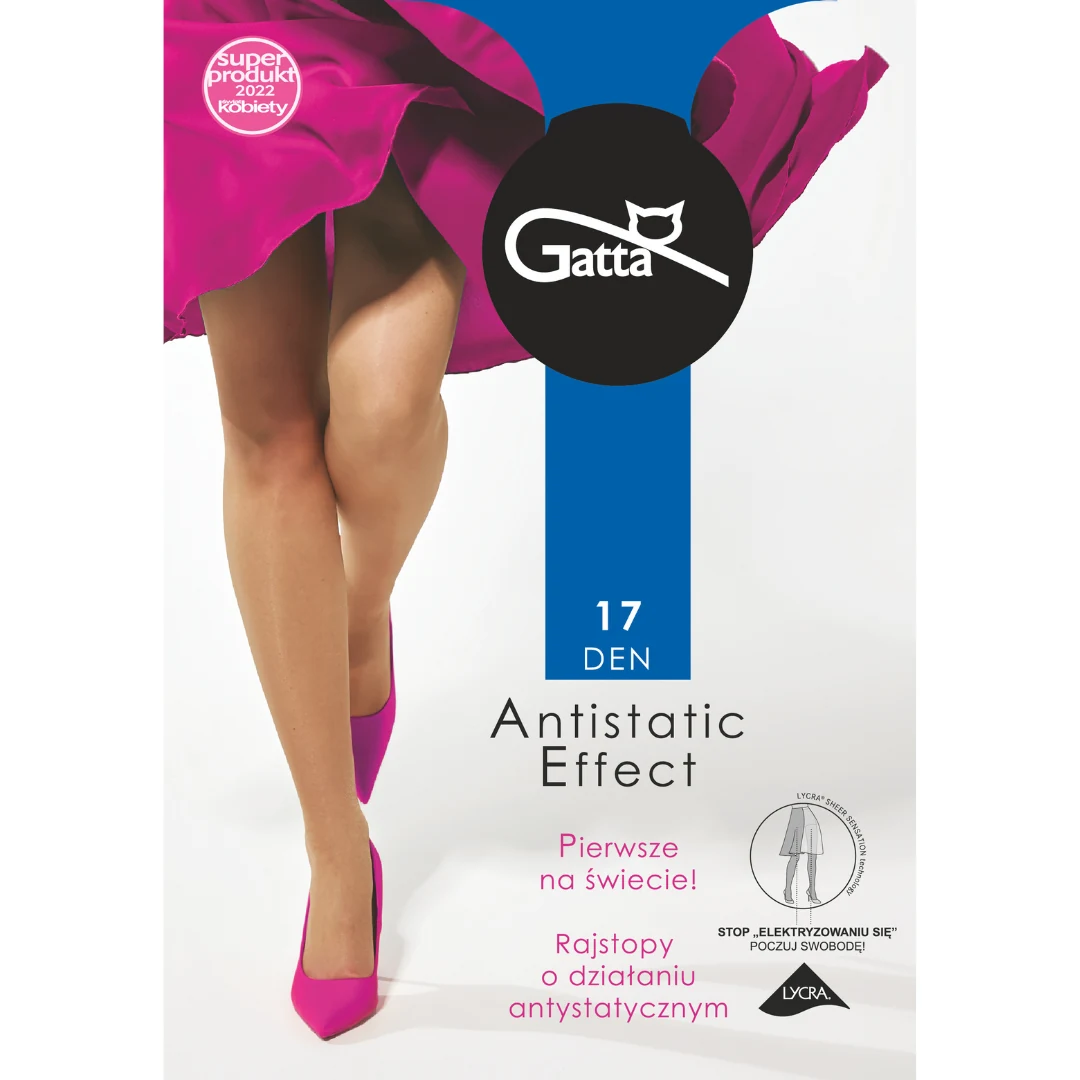 super
produkt
2022
kobiety
Gatta
17
DEN
Antistatic
Effect
Pierwsze
na świecie!
LYCRA® SHEER SENSATION technology
STOP „ELEKTRYZOWANIU SIĘ”
POCZUJ SWOBODĘ!
Rajstopy
o działaniu
antystatycznym
LYCRA®